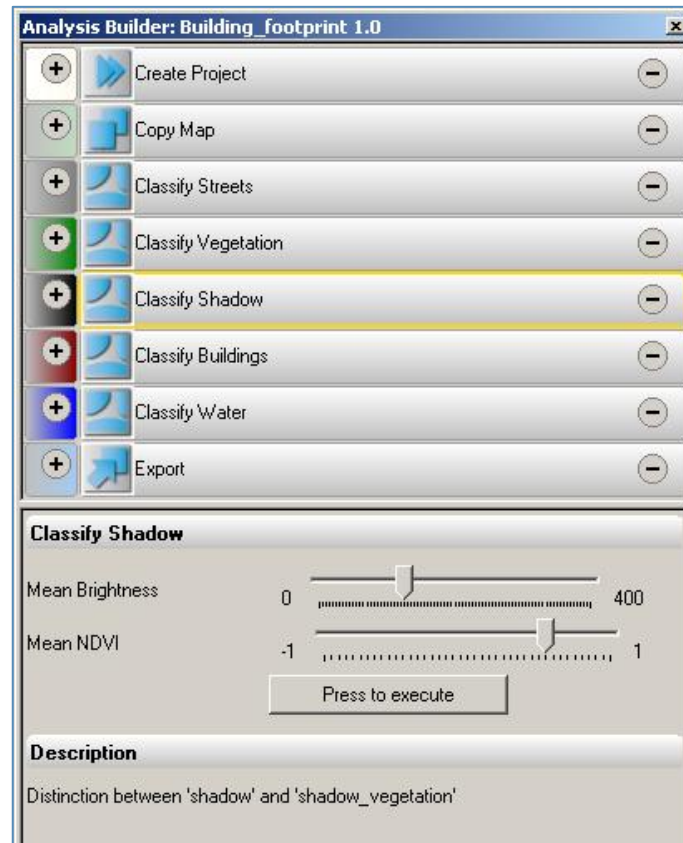 Analysis Builder: Building_footprint 1.0
Create Project
Copy Map
Classify Streets
Classify Vegetation
Classify Shadow
Classify Buildings
Classify Water
Export
Classify Shadow
Mean Brightness 0 400
Mean NDVI -1 1
Press to execute
Description
Distinction between 'shadow' and 'shadow_vegetation'